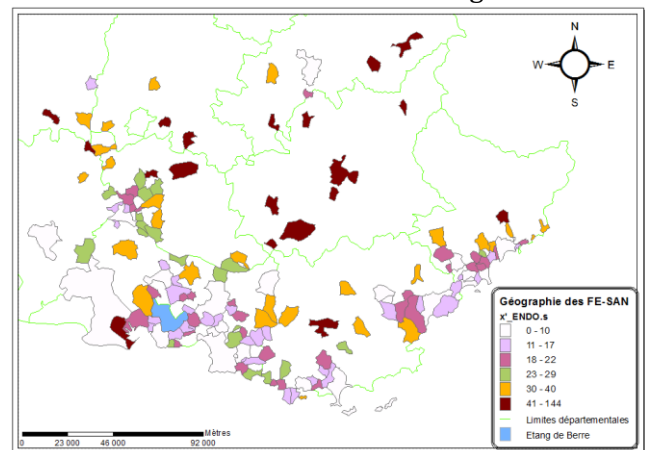 N
W E
S
Géographie des FE-SAN
x'_ENDO.s
0 - 10
11 - 17
18 - 22
23 - 29
30 - 40
41 - 144
Limites départementales
Etang de Berre
Mètres
0 23 000 46 000 92 000